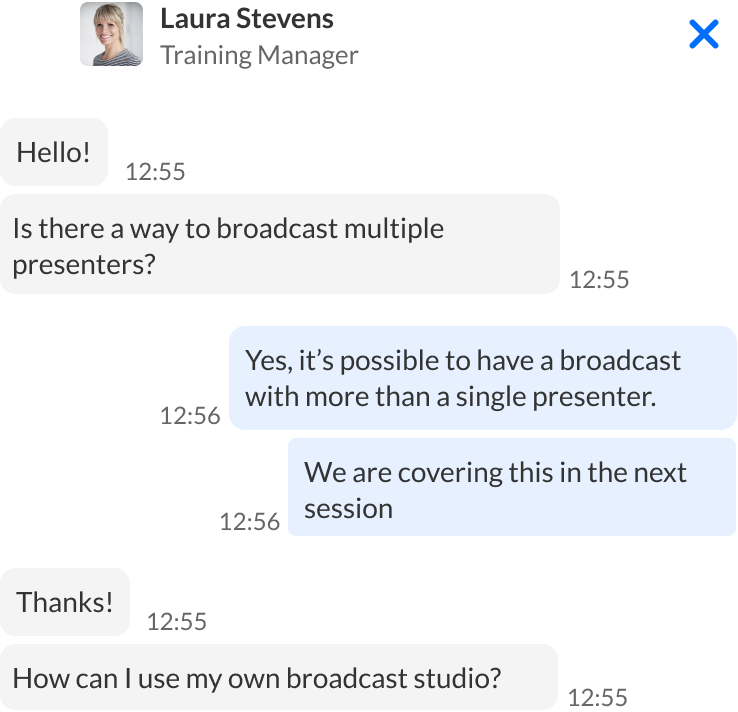 Laura Stevens
Training Manager
Hello!
12:55
Is there a way to broadcast multiple
presenters?
12:55
Yes, it’s possible to have a broadcast
with more than a single presenter.
12:56
We are covering this in the next
session
12:56
Thanks!
12:55
How can I use my own broadcast studio?
12:55